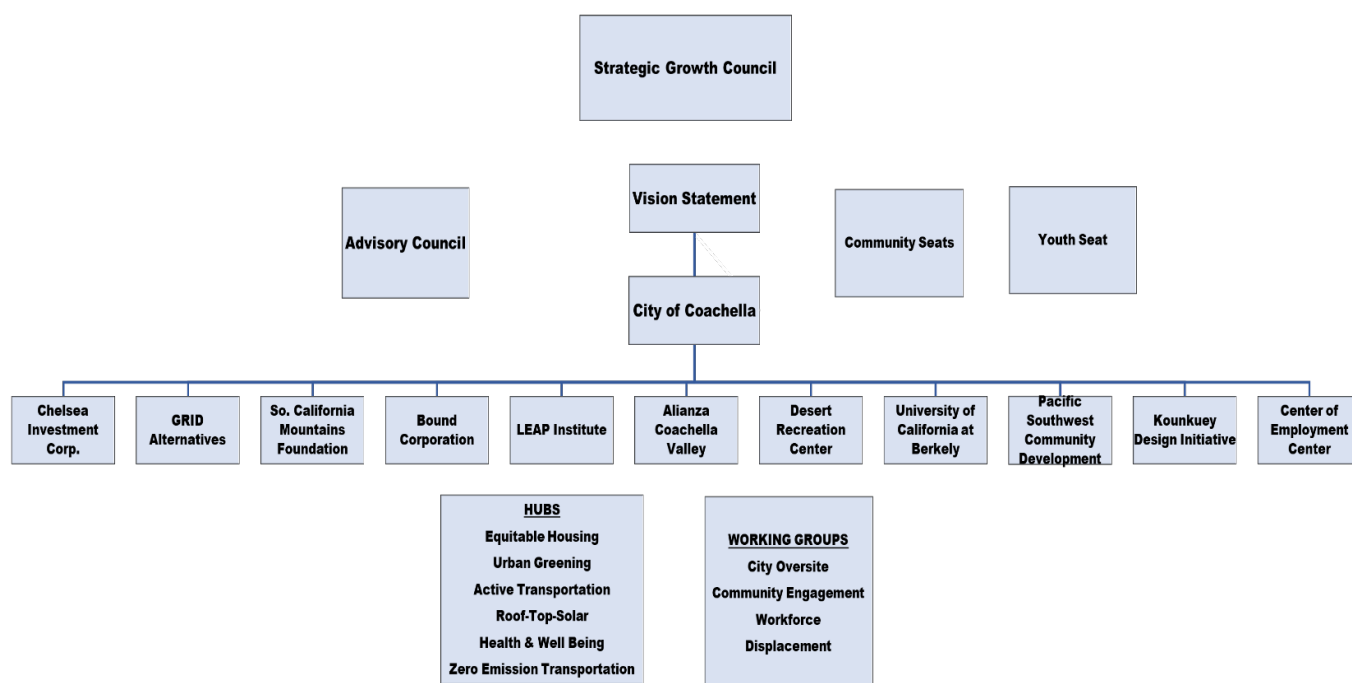 Strategic Growth Council
Vision Statement
Advisory Council
Community Seats
Youth Seat
City of Coachella
Chelsea
Investment
Corp.
GRID
Alternatives
So. California
Mountains
Foundation
Bound
Corporation
LEAP Institute
Alianza
Coachella
Valley
Desert
Recreation
Center
University of
California at
Berkely
Pacific
Southwest
Community
Development
Kounkuey
Design Initiative
Center of
Employment
Center
HUBS
Equitable Housing
Urban Greening
Active Transportation
Roof-Top-Solar
Health & Well Being
Zero Emission Transportation
WORKING GROUPS
City Oversite
Community Engagement
Workforce
Displacement